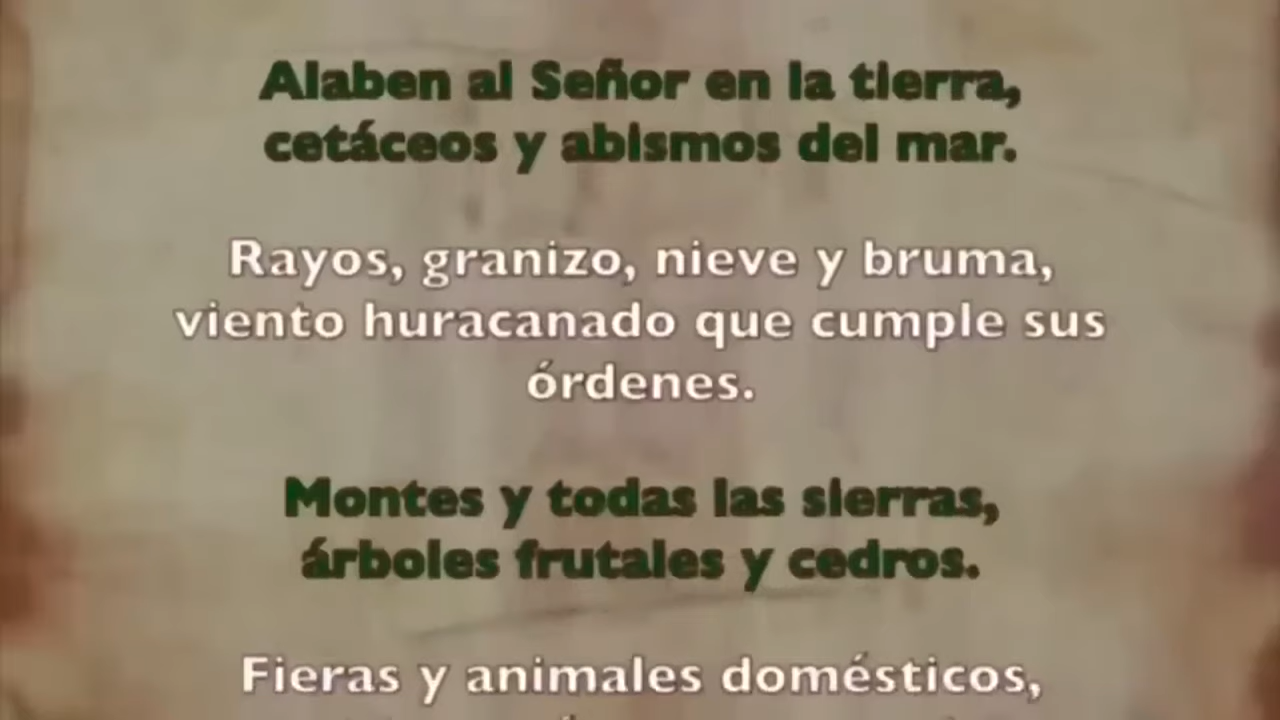 Alaben al Señor en la tierra,
cetáceos y abismos del mar.
Rayos, granizo, nieve y bruma,
viento huracanado que cumple sus
órdenes.
Montes y todas las sierras,
árboles frutales y cedros.
Fieras y animales domésticos,